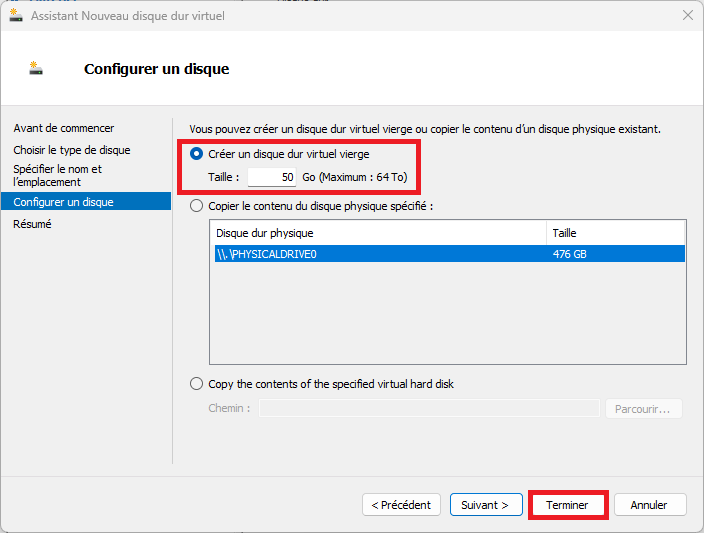 Assistant Nouveau disque dur virtuel
Configurer un disque
Avant de commencer
Choisir le type de disque
Spécifier le nom et
l'emplacement
Configurer un disque
Résumé
Vous pouvez créer un disque dur virtuel vierge ou copier le contenu d'un disque physique existant.
Créer un disque dur virtuel vierge
Taille : 50 Go (Maximum : 64 To)
Copier le contenu du disque physique spécifié :
Disque dur physique Taille
\\.\PHYSICALDRIVE0 476 GB
Copy the contents of the specified virtual hard disk
Chemin : Parcourir...
< Précédent Suivant > Terminer Annuler